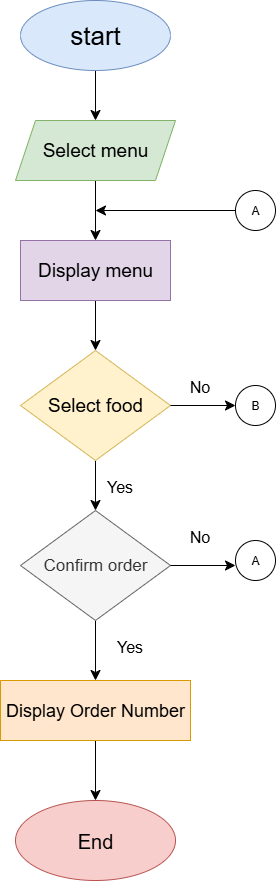 start
Select menu
A
Display menu
Select food
No
B
Yes
Confirm order
No
A
Yes
Display Order Number
End